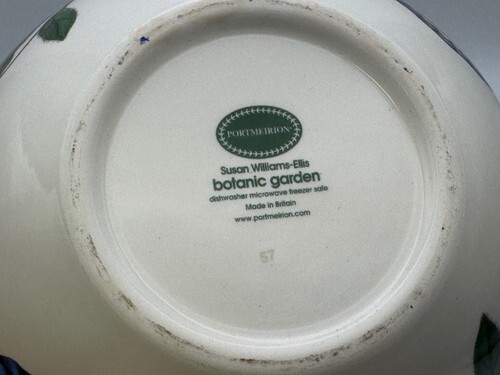 PORTMEIRION®
Susan Williams-Ellis
botanic garden
dishwasher microwave freezer safe
Made in Britain
www.portmeirion.com
57